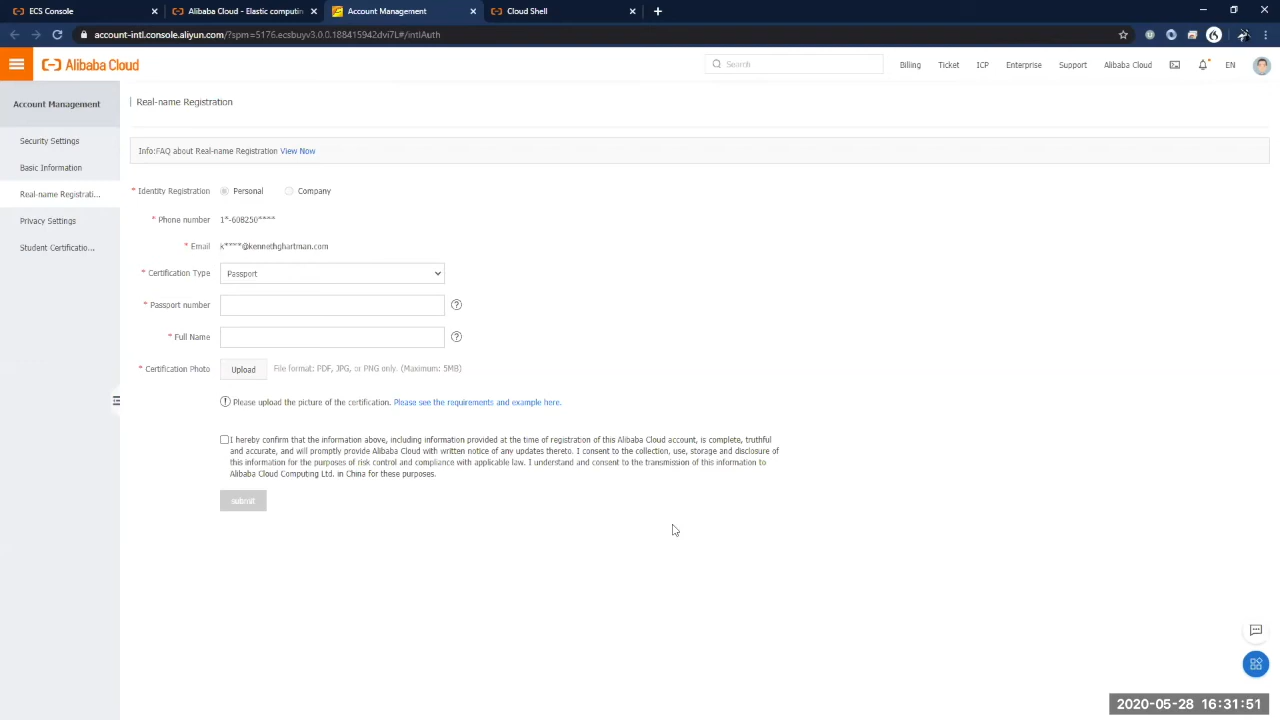 ECS Console
Alibaba Cloud - Elastic computin
Account Management
Cloud Shell
account-intl.console.aliyun.com/?spm=5176.ecsbuyv3.0.0.188415942dvi7L#/intlAuth
Alibaba Cloud
Search
Billing
Ticket
ICP
Enterprise
Support
Alibaba Cloud
EN
Account Management
Security Settings
Basic Information
Real-name Registrati...
Privacy Settings
Student Certificatio...
Real-name Registration
Info:FAQ about Real-name Registration View Now
* Identity Registration Personal Company
* Phone number 1*-608250****
* Email k****@kennethghartman.com
* Certification Type Passport
* Passport number
* Full Name
* Certification Photo Upload File format: PDF, JPG, or PNG only. (Maximum: 5MB)
Please upload the picture of the certification. Please see the requirements and example here.
I hereby confirm that the information above, including information provided at the time of registration of this Alibaba Cloud account, is complete, truthful
and accurate, and will promptly provide Alibaba Cloud with written notice of any updates thereto. I consent to the collection, use, storage and disclosure of
this information for the purposes of risk control and compliance with applicable law. I understand and consent to the transmission of this information to
Alibaba Cloud Computing Ltd. in China for these purposes.
submit
2020-05-28 16:31:51